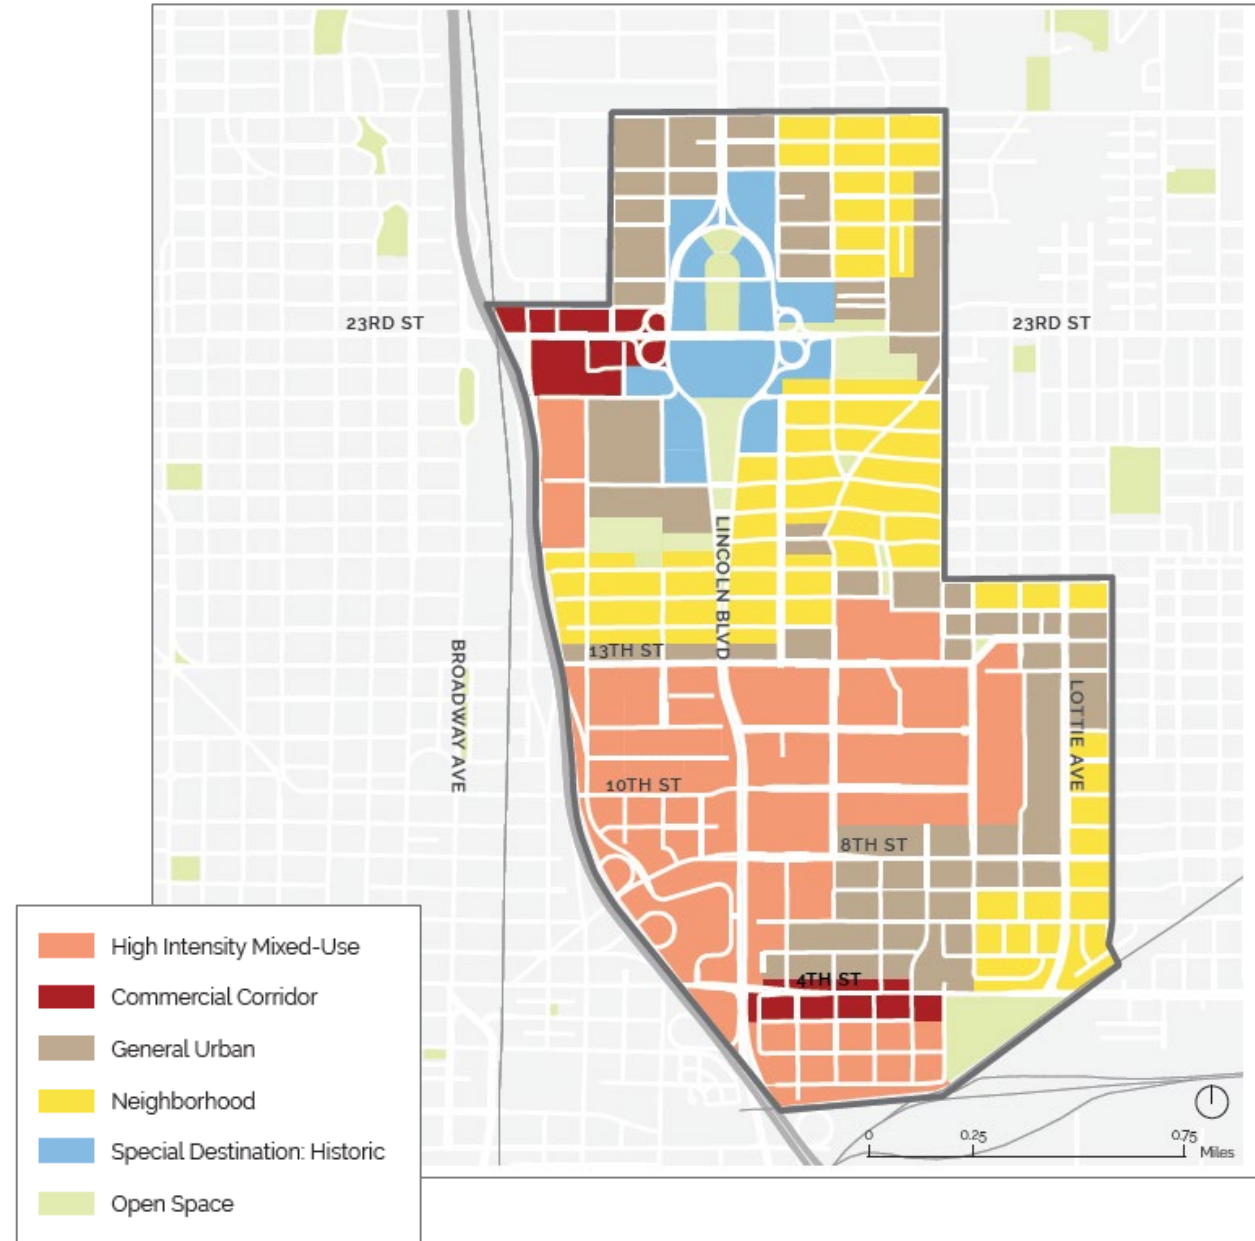 23RD ST
23RD ST
LINCOLN BLVD
13TH ST
BROADWAY AVE
LOTTIE AVE
10TH ST
8TH ST
4TH ST
High Intensity Mixed-Use
Commercial Corridor
General Urban
Neighborhood
Special Destination: Historic
Open Space
0 0.25 0.75
Miles